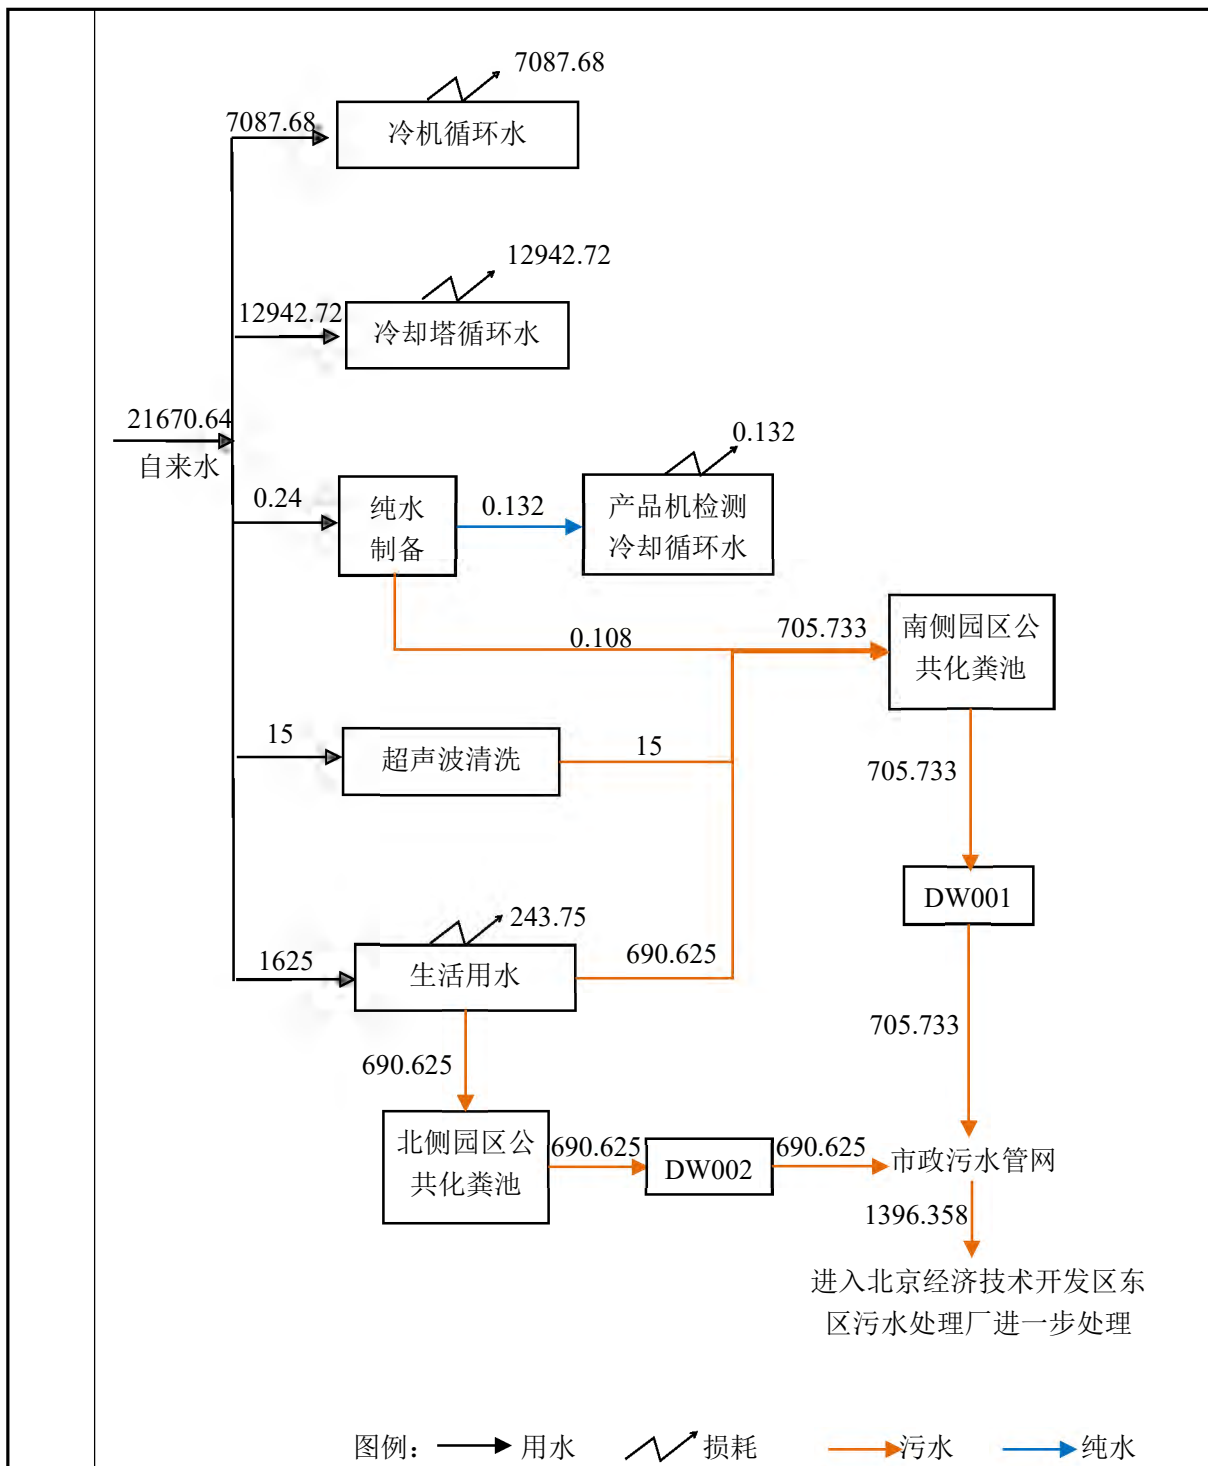 7087.68
7087.68
冷机循环水
12942.72
12942.72
冷却塔循环水
21670.64
自来水
0.132
0.24
纯水
制备
0.132
产品机检测
冷却循环水
0.108
705.733
南侧园区公
共化粪池
15
超声波清洗
15
705.733
DW001
243.75
1625
生活用水
690.625
705.733
690.625
北侧园区公
共化粪池
690.625
DW002
690.625
市政污水管网
1396.358
进入北京经济技术开发区东
区污水处理厂进一步处理
图例： 用水 损耗 污水 纯水